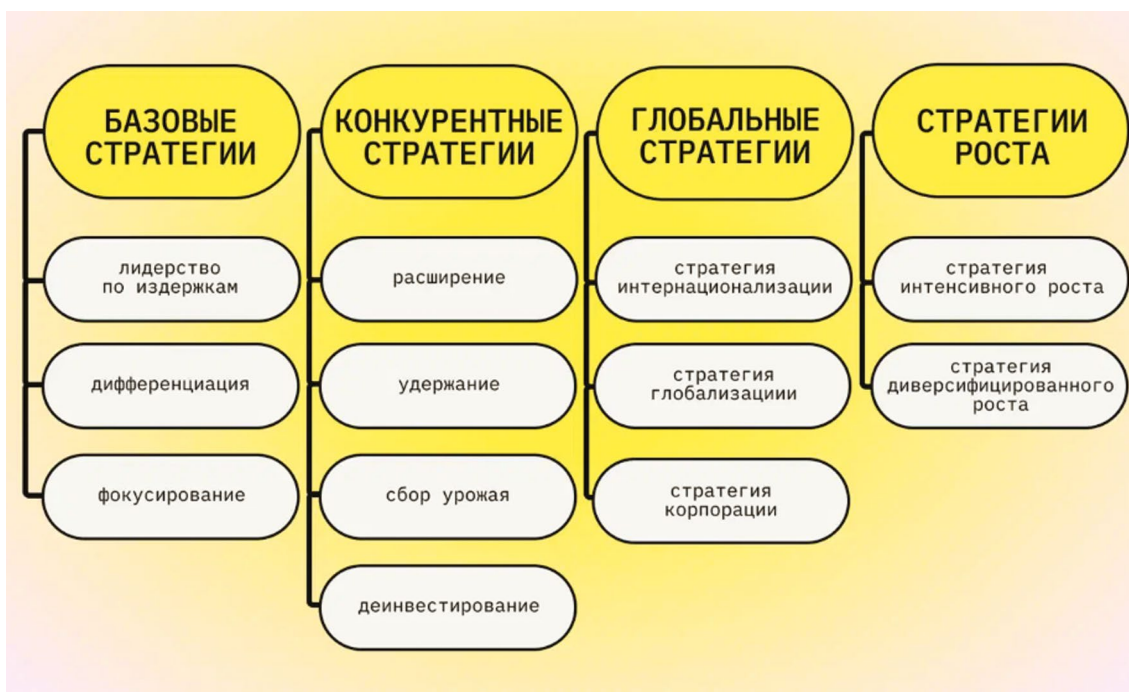 БАЗОВЫЕ
СТРАТЕГИИ
лидерство
по издержкам
дифференциация
фокусирование
КОНКУРЕНТНЫЕ
СТРАТЕГИИ
расширение
удержание
сбор урожая
деинвестирование
ГЛОБАЛЬНЫЕ
СТРАТЕГИИ
стратегия
интернационализации
стратегия
глобализациии
стратегия
корпорации
СТРАТЕГИИ
РОСТА
стратегия
интенсивного роста
стратегия
диверсифицированного
роста